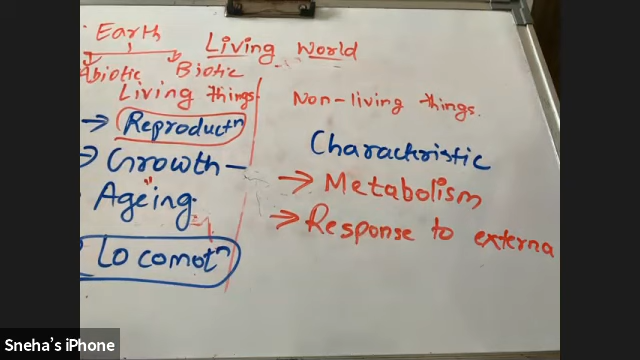 Earth
Living World
Abiotic Biotic
Living things
Non-living things.
→ Reproductⁿ
Characteristic
→ Growth
→ Metabolism
Ageing
→ Response to externa
Locomotⁿ
Sneha's iPhone